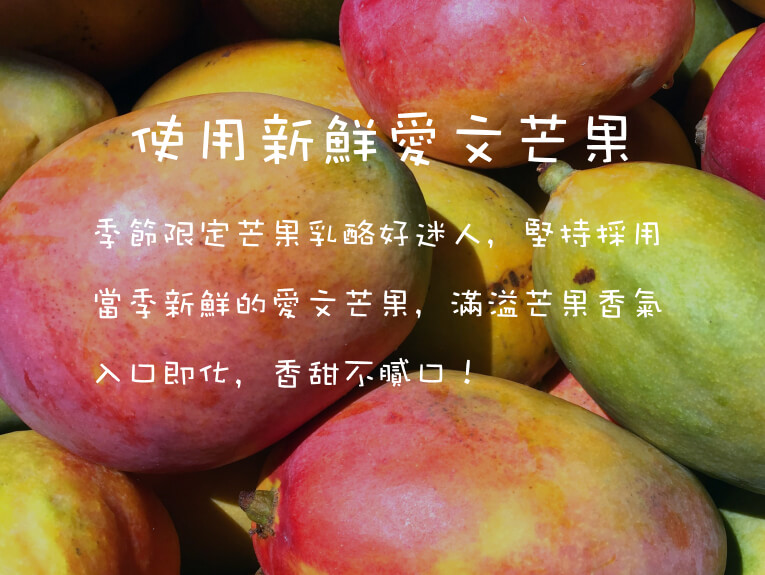 使用新鮮愛文芒果
季節限定芒果乳酪好迷人，堅持採用
當季新鮮的愛文芒果，滿溢芒果香氣
入口即化，香甜不膩口！